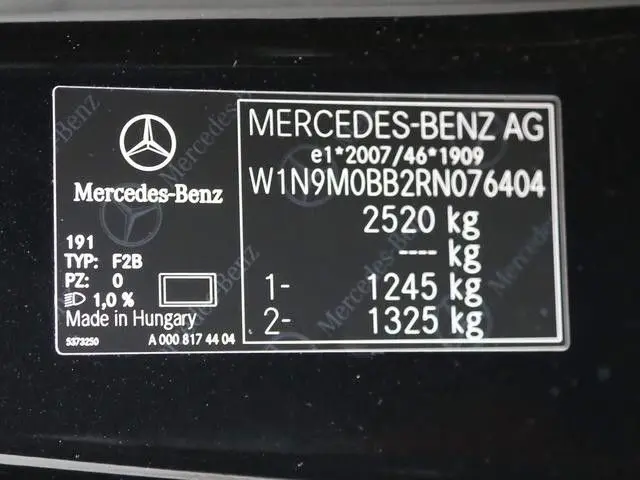 Mercedes-Benz
191
TYP: F2B
PZ: 0
1,0 %
Made in Hungary
5373250 A 000 817 44 04
MERCEDES-BENZ AG
e1*2007/46*1909
W1N9M0BB2RN076404
2520 kg
---- kg
1- 1245 kg
2- 1325 kg